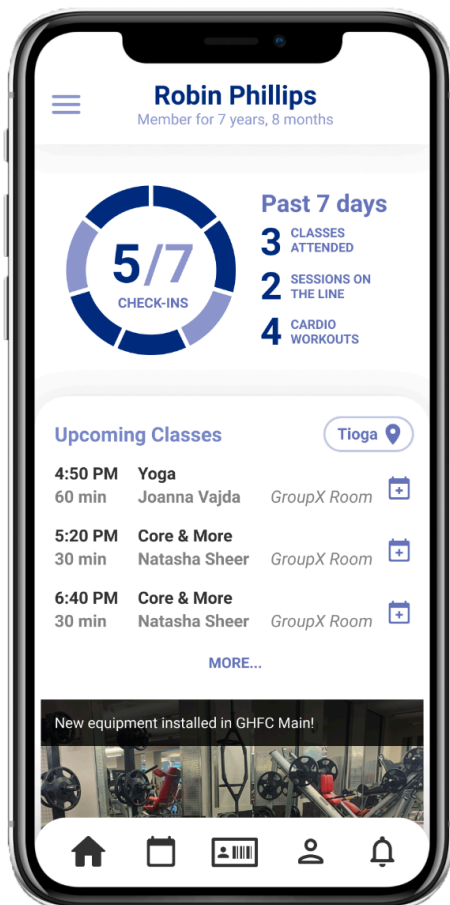 Robin Phillips
Member for 7 years, 8 months
5/7
CHECK-INS
Past 7 days
3 CLASSES
ATTENDED
2 SESSIONS ON
THE LINE
4 CARDIO
WORKOUTS
Upcoming Classes
Tioga
4:50 PM Yoga
60 min Joanna Vajda GroupX Room
5:20 PM Core & More
30 min Natasha Sheer GroupX Room
6:40 PM Core & More
30 min Natasha Sheer GroupX Room
MORE...
New equipment installed in GHFC Main!